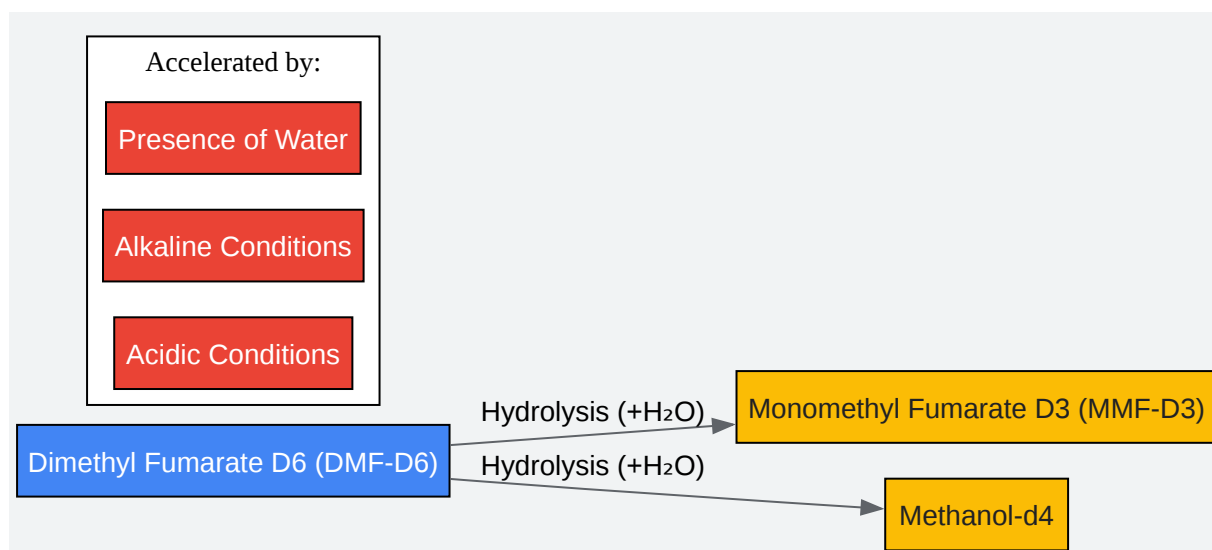 Accelerated by:
Presence of Water
Alkaline Conditions
Acidic Conditions
Dimethyl Fumarate D6 (DMF-D6)
Hydrolysis (+H₂O)
Monomethyl Fumarate D3 (MMF-D3)
Hydrolysis (+H₂O)
Methanol-d4